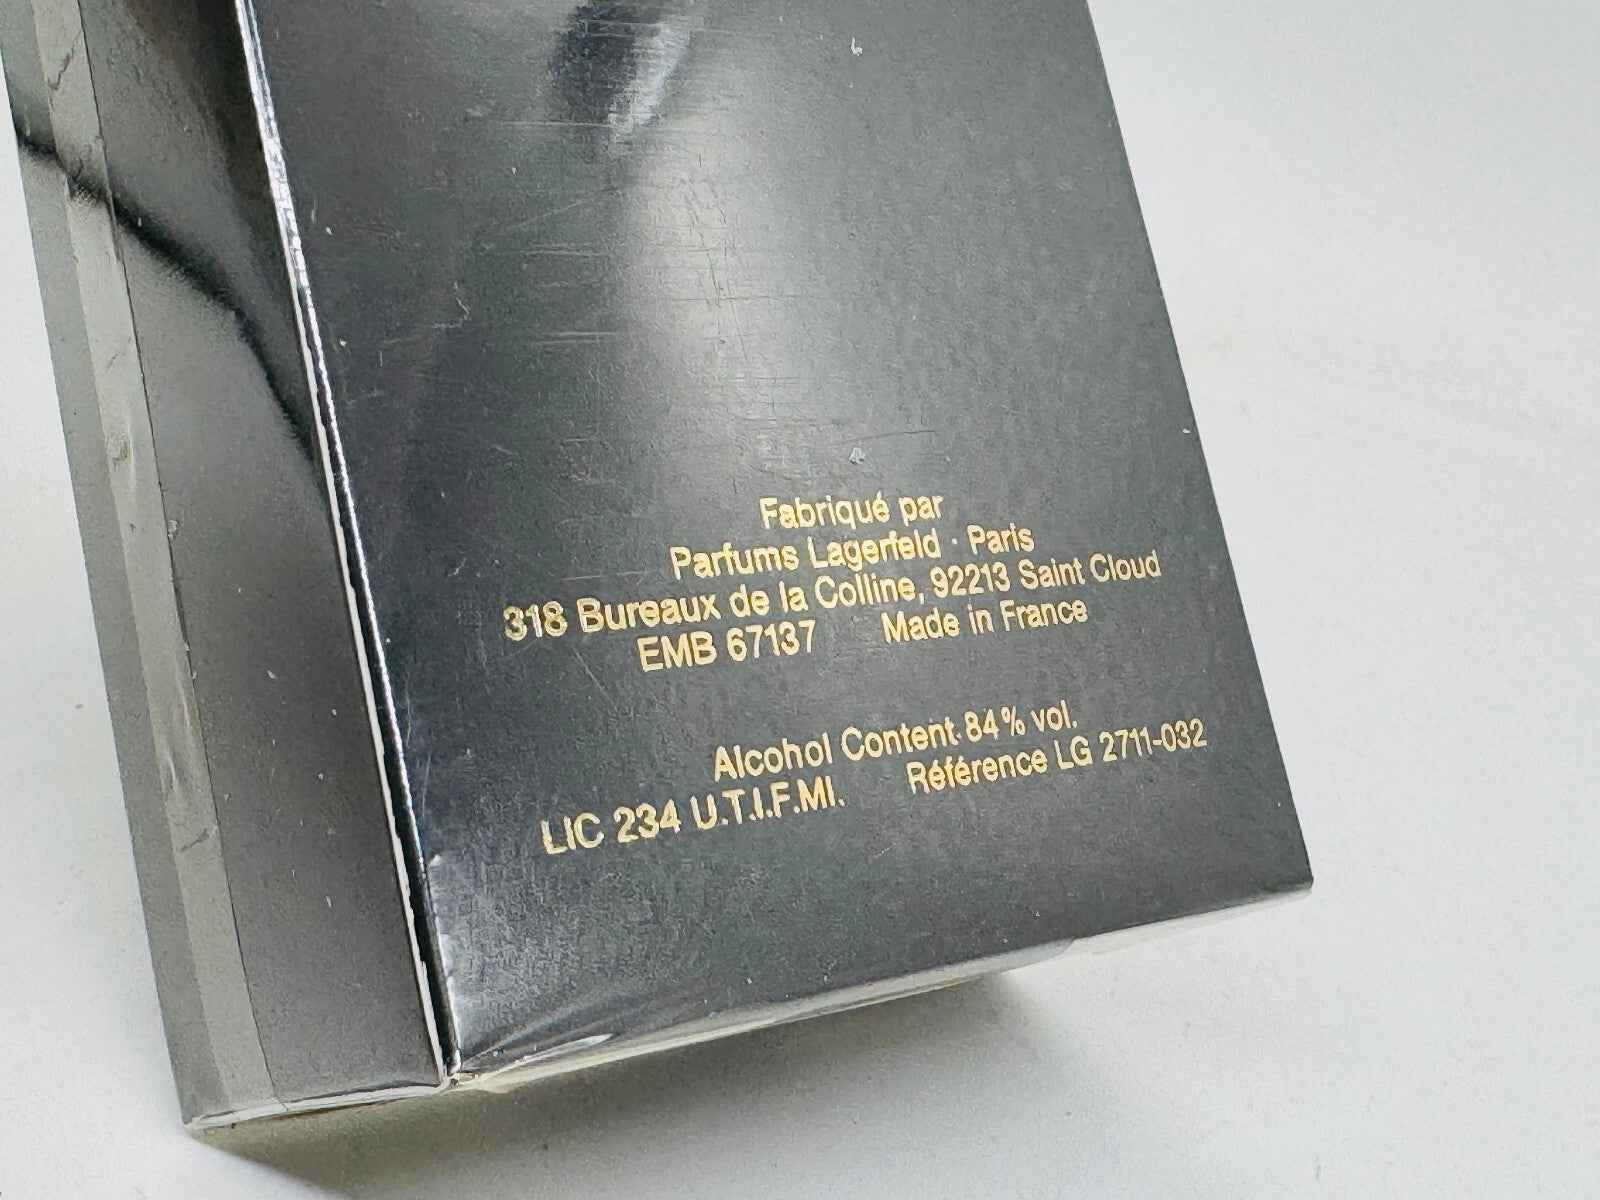 Fabriqué par
Parfums Lagerfeld · Paris
318 Bureaux de la Colline, 92213 Saint Cloud
EMB 67137 Made in France
Alcohol Content 84% vol.
LIC 234 U.T.I.F.MI. Référence LG 2711-032